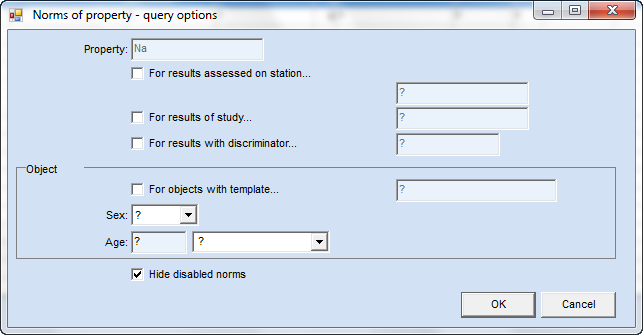 Norms of property - query options
Property: Na
For results assessed on station...
?
For results of study... ?
For results with discriminator... ?
Object
For objects with template... ?
Sex: ?
Age: ? ?
Hide disabled norms
OK Cancel